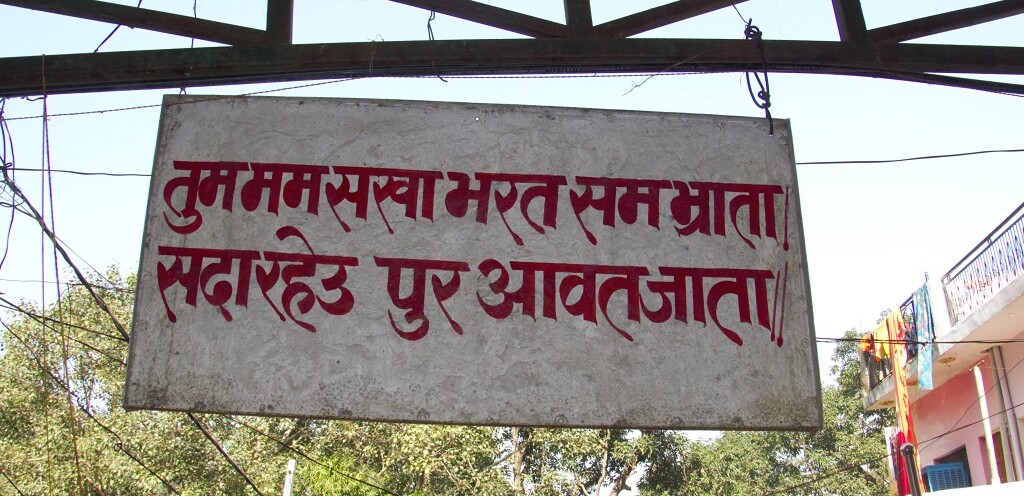 तुम मम सखा भरत सम भ्राता।
सदा रहेउ पुर आवत जाता॥